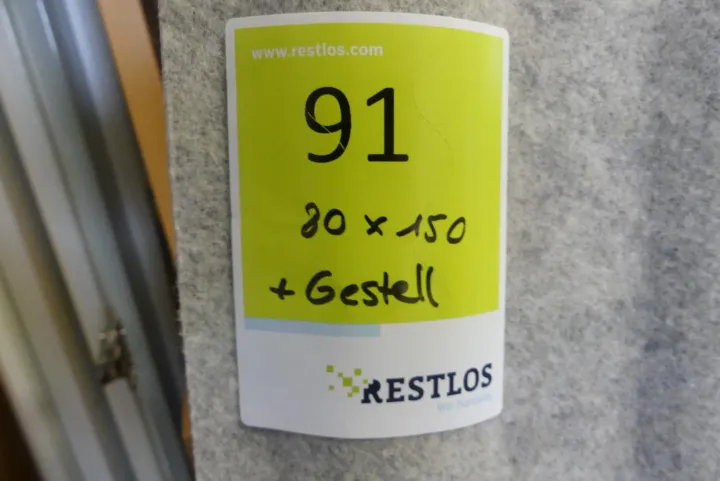 www.restlos.com
91
80 x 150
+ Gestell
RESTLOS